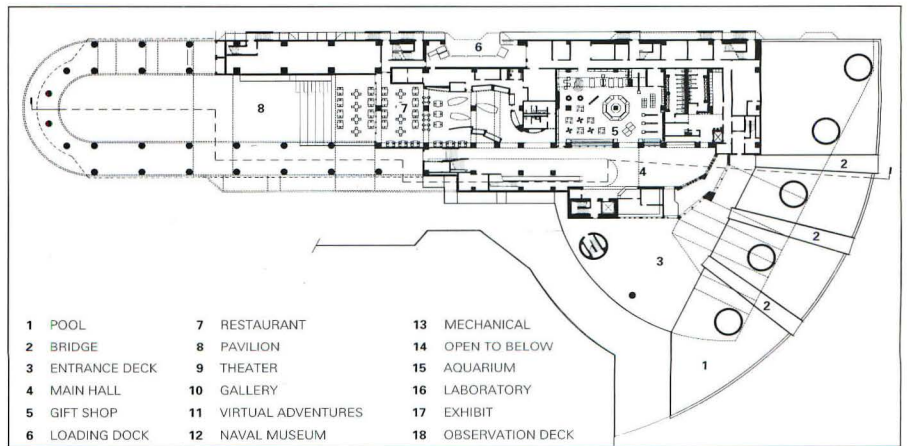 6
8
7
5
4
2
3
2
2
1
1 POOL
2 BRIDGE
3 ENTRANCE DECK
4 MAIN HALL
5 GIFT SHOP
6 LOADING DOCK
7 RESTAURANT
8 PAVILION
9 THEATER
10 GALLERY
11 VIRTUAL ADVENTURES
12 NAVAL MUSEUM
13 MECHANICAL
14 OPEN TO BELOW
15 AQUARIUM
16 LABORATORY
17 EXHIBIT
18 OBSERVATION DECK